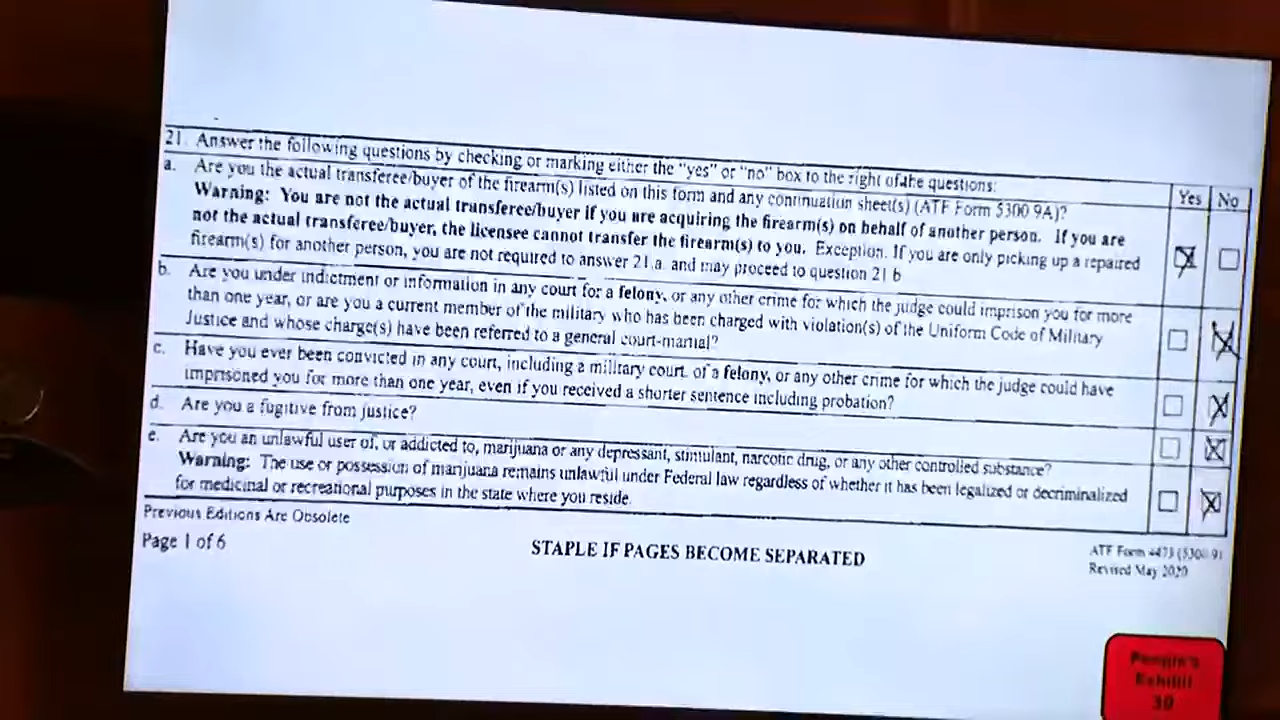 21. Answer the following questions by checking or marking either the "yes" or "no" box to the right of the questions:
Yes No
a. Are you the actual transferee/buyer of the firearm(s) listed on this form and any continuation sheet(s) (ATF Form 5300.9A)?
Warning: You are not the actual transferee/buyer if you are acquiring the firearm(s) on behalf of another person. If you are
not the actual transferee/buyer, the licensee cannot transfer the firearm(s) to you. Exception. If you are only picking up a repaired
firearm(s) for another person, you are not required to answer 21.a. and may proceed to question 21.b
b. Are you under indictment or information in any court for a felony, or any other crime for which the judge could imprison you for more
than one year, or are you a current member of the military who has been charged with violation(s) of the Uniform Code of Military
Justice and whose charge(s) have been referred to a general court-martial?
c. Have you ever been convicted in any court, including a military court, of a felony, or any other crime for which the judge could have
imprisoned you for more than one year, even if you received a shorter sentence including probation?
d. Are you a fugitive from justice?
e. Are you an unlawful user of, or addicted to, marijuana or any depressant, stimulant, narcotic drug, or any other controlled substance?
Warning: The use or possession of marijuana remains unlawful under Federal law regardless of whether it has been legalized or decriminalized
for medicinal or recreational purposes in the state where you reside.
Previous Editions Are Obsolete
Page 1 of 6
STAPLE IF PAGES BECOME SEPARATED
ATF Form 4473 (5300.9)
Revised May 2020
People's
Exhibit
30